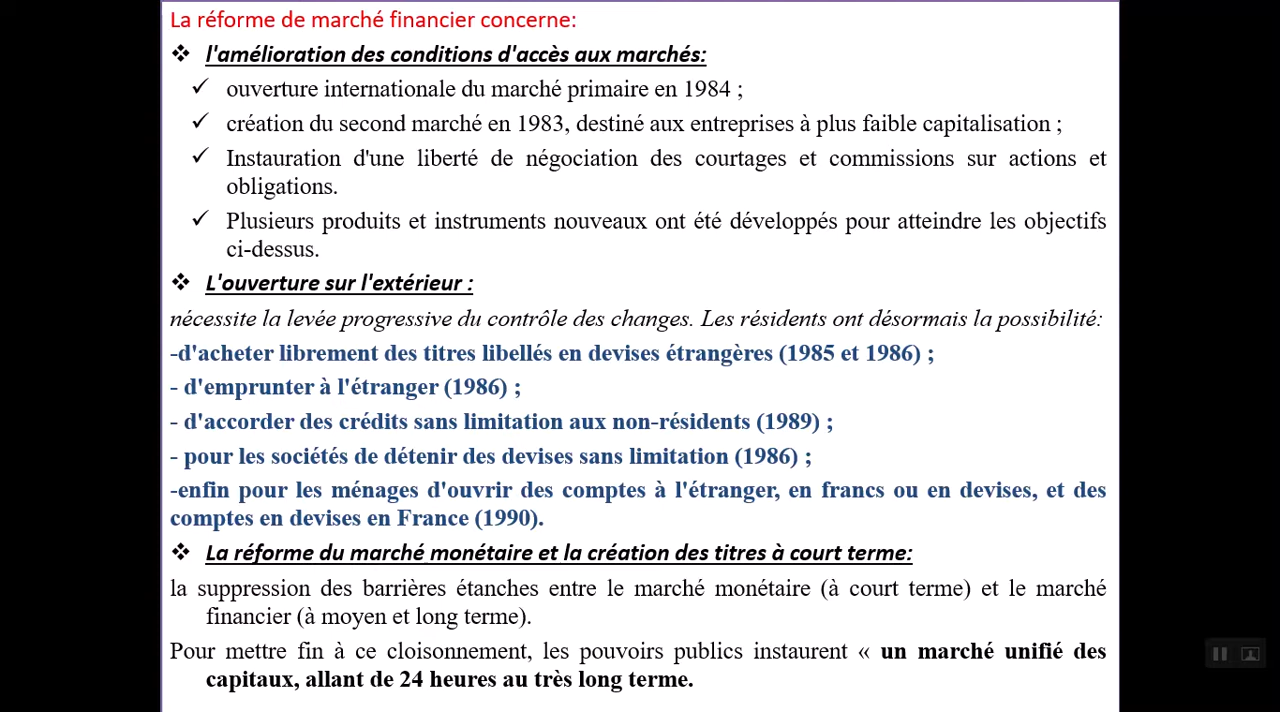 La réforme de marché financier concerne:
❖ l'amélioration des conditions d'accès aux marchés:
✓ ouverture internationale du marché primaire en 1984 ;
✓ création du second marché en 1983, destiné aux entreprises à plus faible capitalisation ;
✓ Instauration d'une liberté de négociation des courtages et commissions sur actions et
obligations.
✓ Plusieurs produits et instruments nouveaux ont été développés pour atteindre les objectifs
ci-dessus.
❖ L'ouverture sur l'extérieur :
nécessite la levée progressive du contrôle des changes. Les résidents ont désormais la possibilité:
-d'acheter librement des titres libellés en devises étrangères (1985 et 1986) ;
- d'emprunter à l'étranger (1986) ;
- d'accorder des crédits sans limitation aux non-résidents (1989) ;
- pour les sociétés de détenir des devises sans limitation (1986) ;
-enfin pour les ménages d'ouvrir des comptes à l'étranger, en francs ou en devises, et des
comptes en devises en France (1990).
❖ La réforme du marché monétaire et la création des titres à court terme:
la suppression des barrières étanches entre le marché monétaire (à court terme) et le marché
financier (à moyen et long terme).
Pour mettre fin à ce cloisonnement, les pouvoirs publics instaurent « un marché unifié des
capitaux, allant de 24 heures au très long terme.